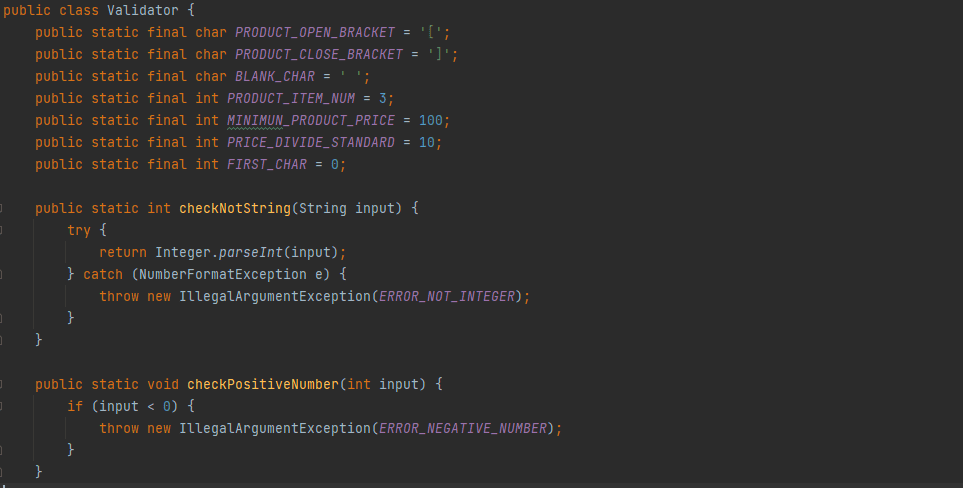 public class Validator {
public static final char PRODUCT_OPEN_BRACKET = '[';
public static final char PRODUCT_CLOSE_BRACKET = ']';
public static final char BLANK_CHAR = ' ';
public static final int PRODUCT_ITEM_NUM = 3;
public static final int MINIMUN_PRODUCT_PRICE = 100;
public static final int PRICE_DIVIDE_STANDARD = 10;
public static final int FIRST_CHAR = 0;
public static int checkNotString(String input) {
try {
return Integer.parseInt(input);
} catch (NumberFormatException e) {
throw new IllegalArgumentException(ERROR_NOT_INTEGER);
}
}
public static void checkPositiveNumber(int input) {
if (input < 0) {
throw new IllegalArgumentException(ERROR_NEGATIVE_NUMBER);
}
}